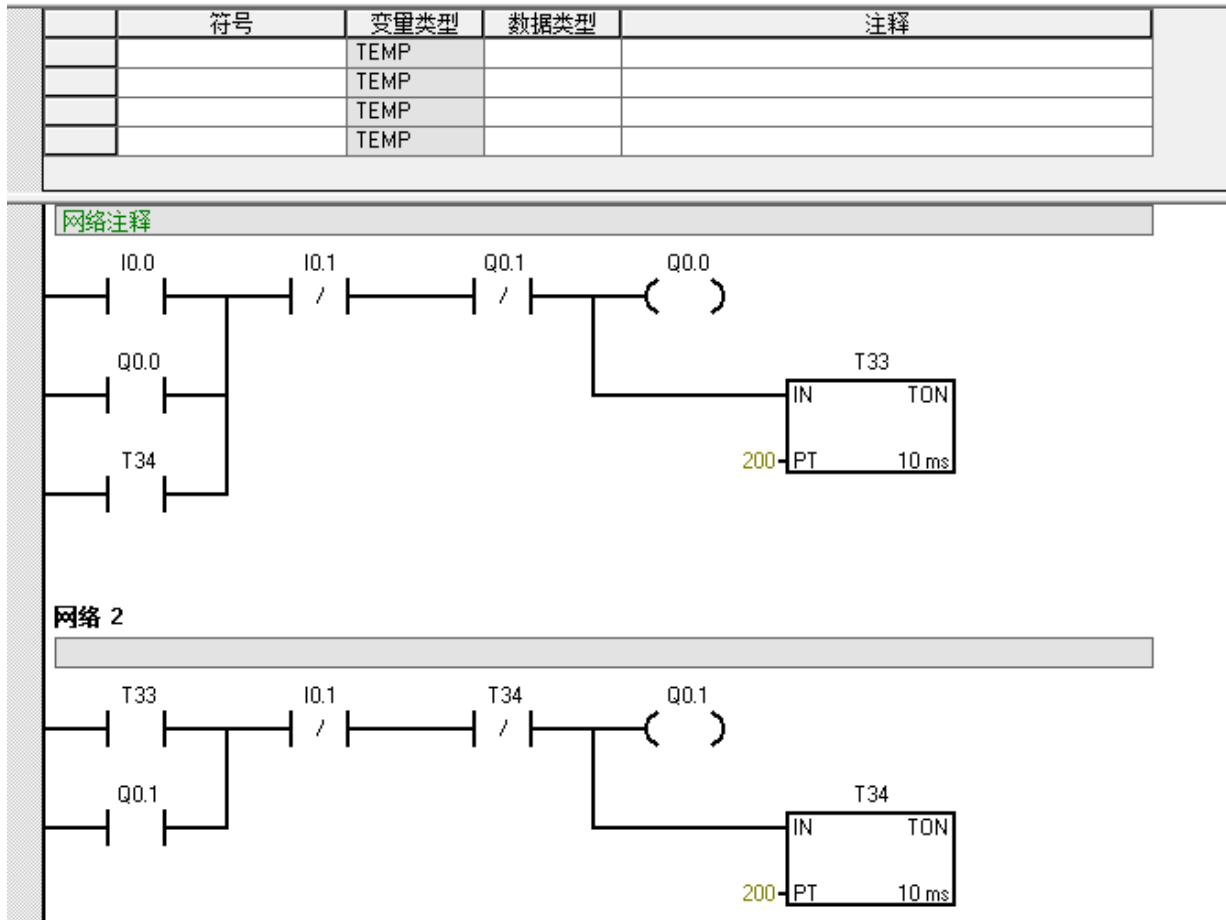 符号 变量类型 数据类型 注释
TEMP
TEMP
TEMP
TEMP
网络注释
I0.0 I0.1 Q0.1 Q0.0
/ /
Q0.0 T33
IN TON
T34 200 PT 10 ms
网络 2
T33 I0.1 T34 Q0.1
/ /
Q0.1 T34
IN TON
200 PT 10 ms